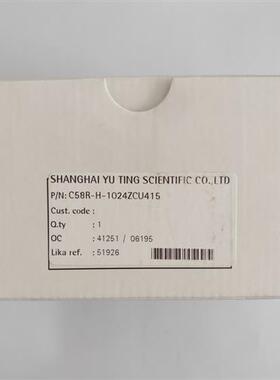 SHANGHAI YU TING SCIENTIFIC CO.,LTD
P/N: C58R-H-1024ZCU415
Cust. code :
Q.ty : 1
OC : 41251 / 06195
Lika ref. : 51926